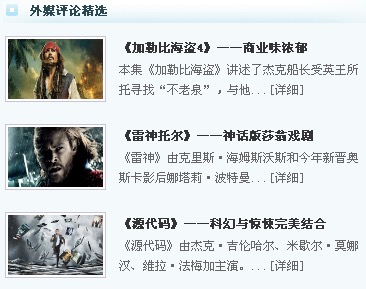 外媒评论精选
《加勒比海盗4》——商业味浓郁
本集《加勒比海盗》讲述了杰克船长受英王所
托寻找“不老泉”，与他...[详细]
《雷神托尔》——神话版莎翁戏剧
《雷神》由克里斯·海姆斯沃斯和今年新晋奥
斯卡影后娜塔莉·波特曼...[详细]
《源代码》——科幻与惊悚完美结合
《源代码》由杰克·吉伦哈尔、米歇尔·莫娜
汉、维拉·法梅加主演。...[详细]